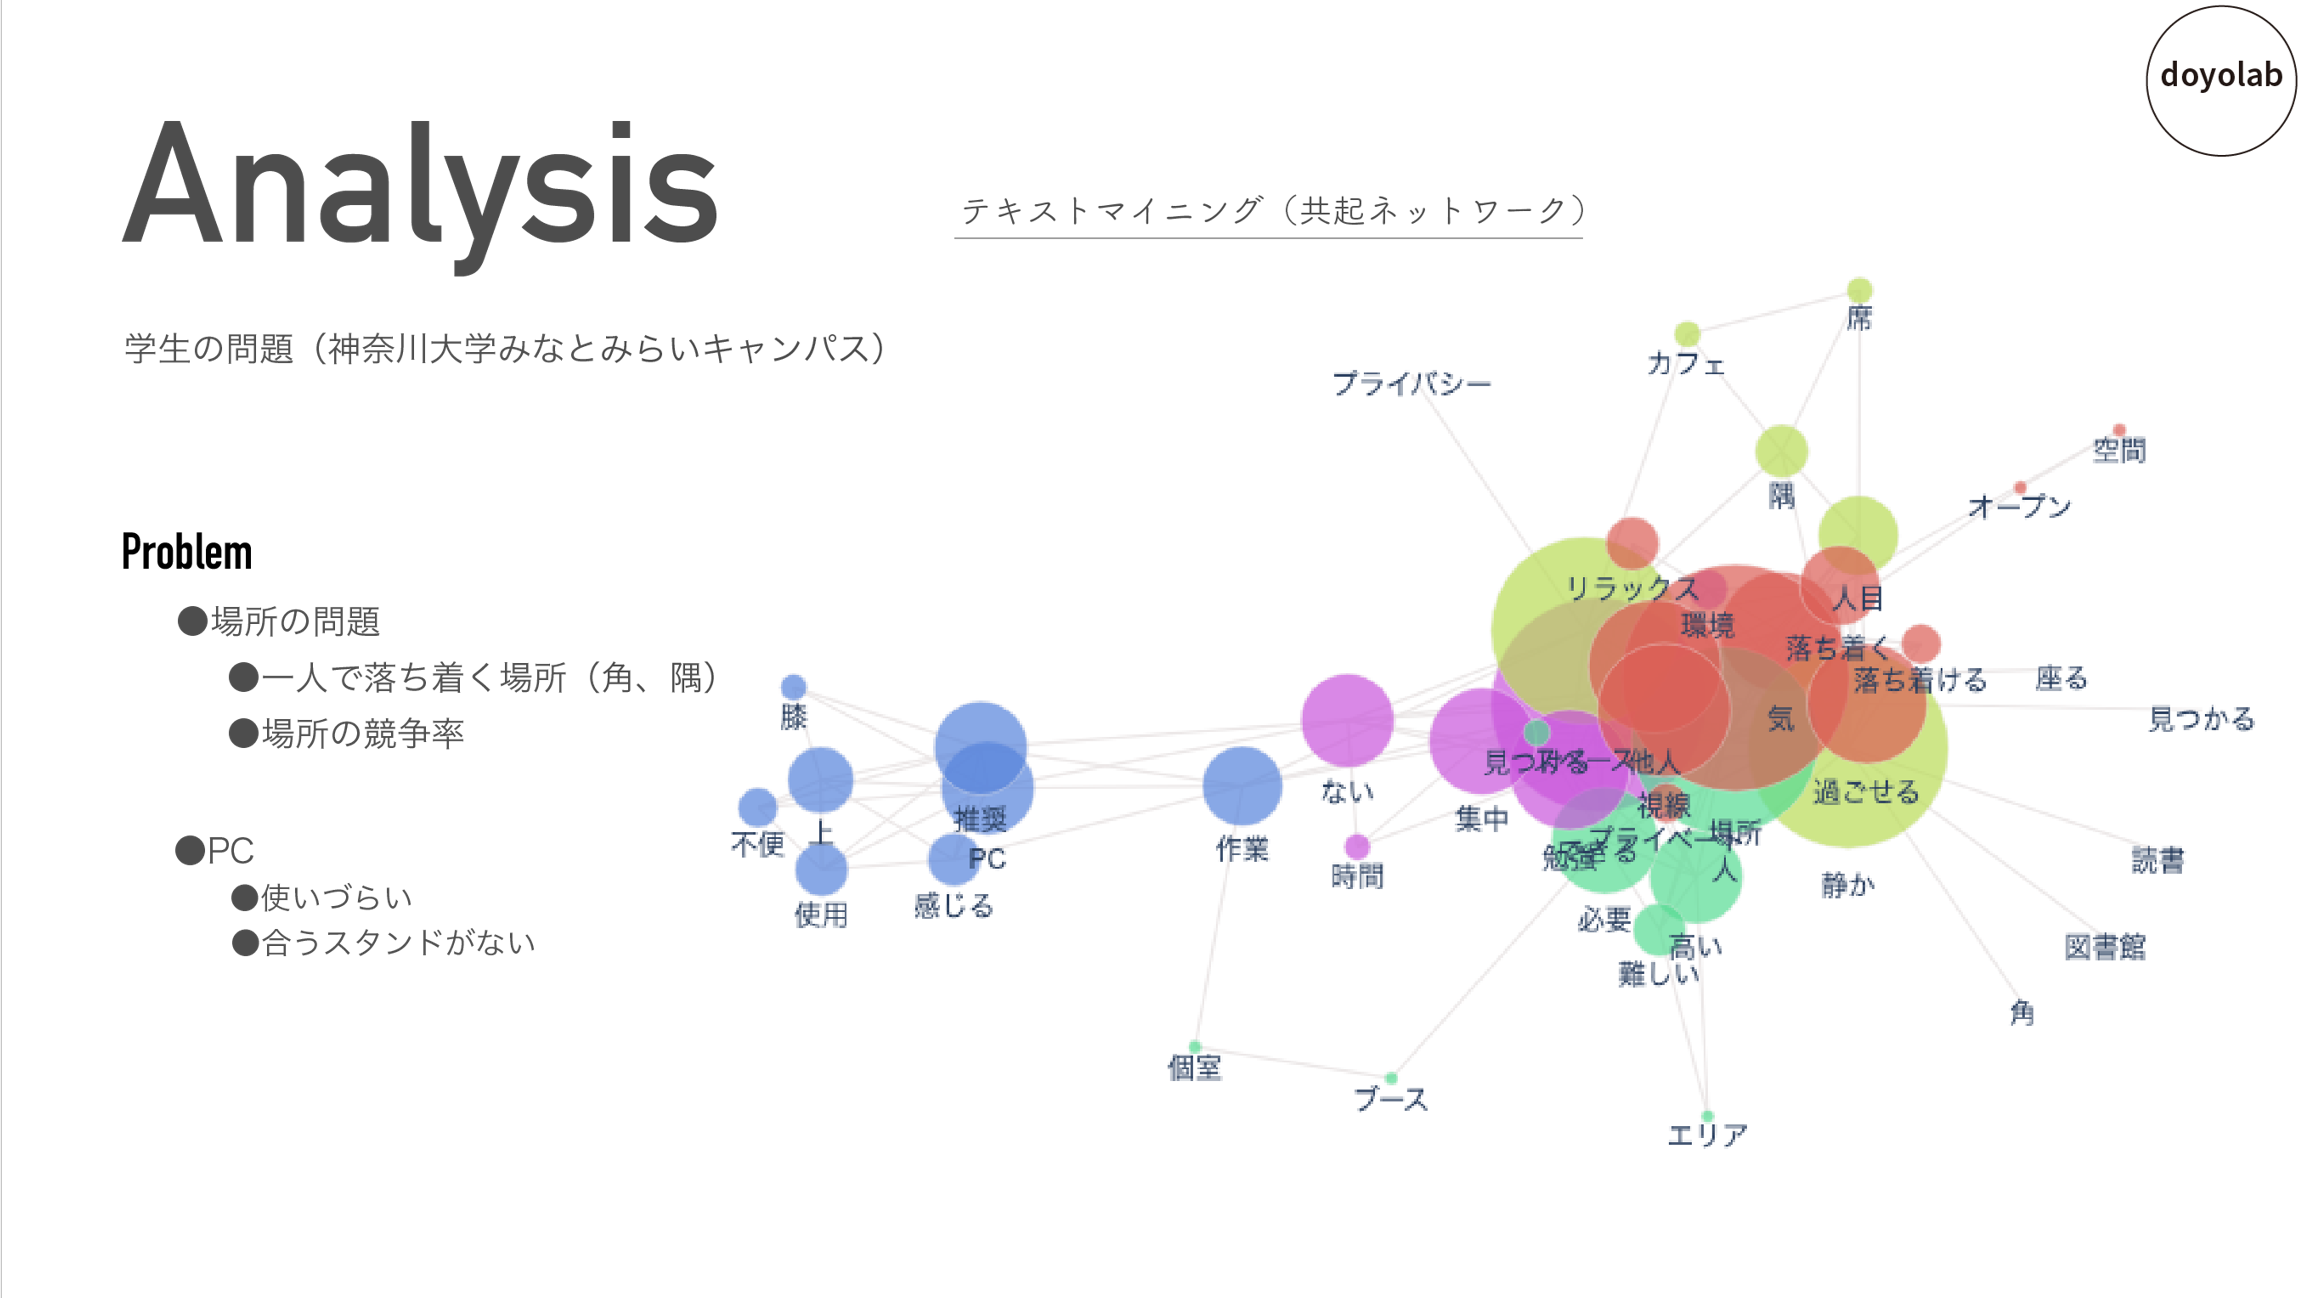 doyolab
Analysis
テキストマイニング（共起ネットワーク）
学生の問題（神奈川大学みなとみらいキャンパス）
Problem
●場所の問題
●一人で落ち着く場所（角、隅）
●場所の競争率
●PC
●使いづらい
●合うスタンドがない
席
カフェ
プライバシー
空間
隅
オープン
リラックス
人目
環境
落ち着く
落ち着ける
座る
膝
気
見つかる
見つける
他人
ない
過ごせる
視線
推奨
集中
上
場所
プライベート
不便
作業
勉強
できる
PC
読書
人
時間
静か
感じる
使用
必要
高い
図書館
難しい
角
個室
ブース
エリア